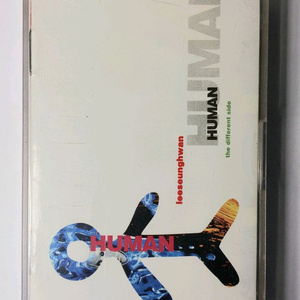 HUMAN
HUMAN
the different side
leeseunghwan
HUMAN